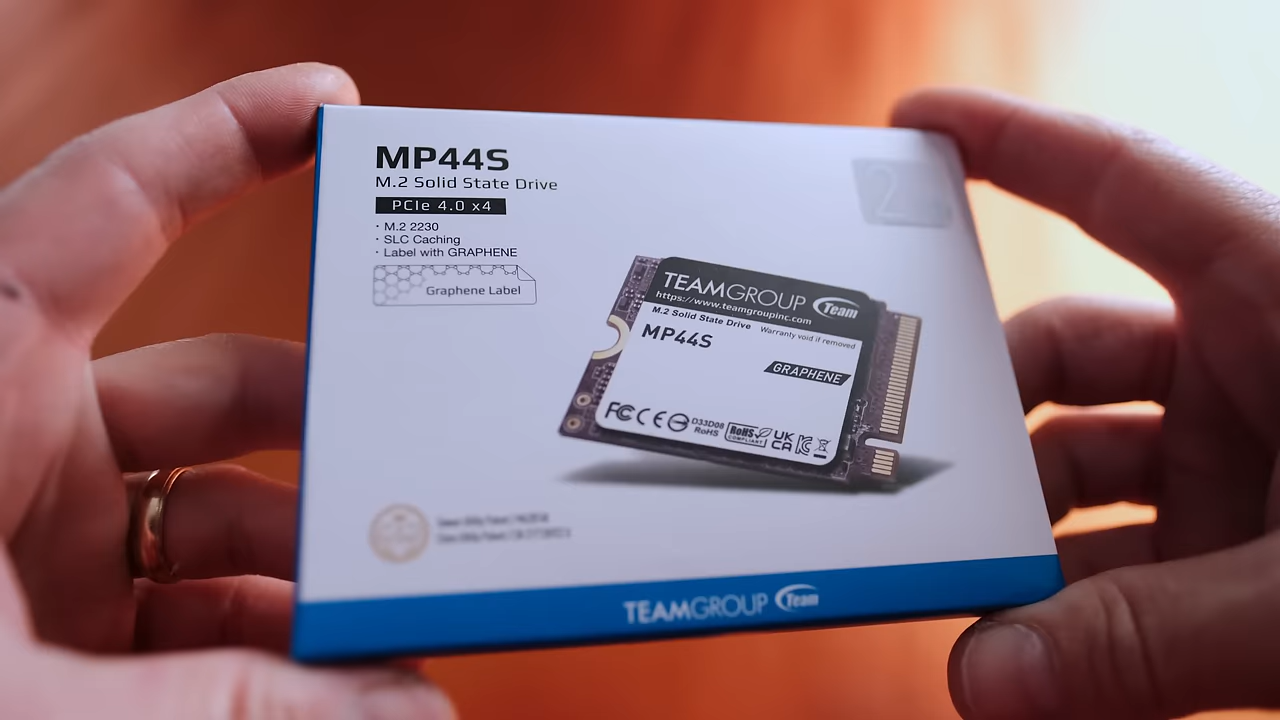 MP44S
M.2 Solid State Drive
PCIe 4.0 x4
· M.2 2230
· SLC Caching
· Label with GRAPHENE
Graphene Label
TEAMGROUP Team
https://www.teamgroupinc.com
M.2 Solid State Drive Warranty void if removed
MP44S
GRAPHENE
FC CE D33D08
RoHS
RoHS
COMPLIANT
UK
CA
TEAMGROUP Team